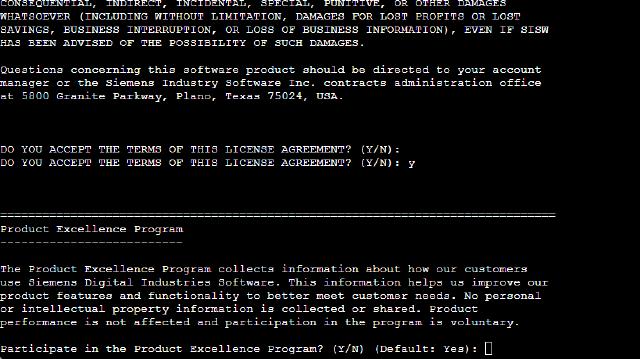 CONSEQUENTIAL, INDIRECT, INCIDENTAL, SPECIAL, PUNITIVE, OR OTHER DAMAGES
WHATSOEVER (INCLUDING WITHOUT LIMITATION, DAMAGES FOR LOST PROFITS OR LOST
SAVINGS, BUSINESS INTERRUPTION, OR LOSS OF BUSINESS INFORMATION), EVEN IF SISW
HAS BEEN ADVISED OF THE POSSIBILITY OF SUCH DAMAGES.
Questions concerning this software product should be directed to your account
manager or the Siemens Industry Software Inc. contracts administration office
at 5800 Granite Parkway, Plano, Texas 75024, USA.
DO YOU ACCEPT THE TERMS OF THIS LICENSE AGREEMENT? (Y/N):
DO YOU ACCEPT THE TERMS OF THIS LICENSE AGREEMENT? (Y/N): y
Product Excellence Program
The Product Excellence Program collects information about how our customers
use Siemens Digital Industries Software. This information helps us improve our
product features and functionality to better meet customer needs. No personal
or intellectual property information is collected or shared. Product
performance is not affected and participation in the program is voluntary.
Participate in the Product Excellence Program? (Y/N) (Default: Yes):